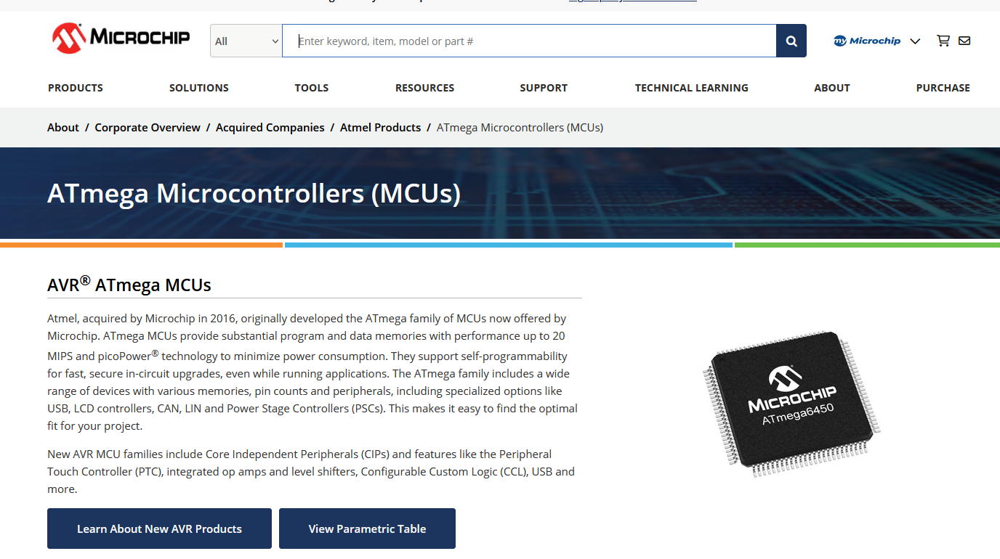 MICROCHIP
All
Enter keyword, item, model or part #
my Microchip
PRODUCTS SOLUTIONS TOOLS RESOURCES SUPPORT TECHNICAL LEARNING ABOUT PURCHASE
About / Corporate Overview / Acquired Companies / Atmel Products / ATmega Microcontrollers (MCUs)
ATmega Microcontrollers (MCUs)
AVR® ATmega MCUs
Atmel, acquired by Microchip in 2016, originally developed the ATmega family of MCUs now offered by
Microchip. ATmega MCUs provide substantial program and data memories with performance up to 20
MIPS and picoPower® technology to minimize power consumption. They support self-programmability
for fast, secure in-circuit upgrades, even while running applications. The ATmega family includes a wide
range of devices with various memories, pin counts and peripherals, including specialized options like
USB, LCD controllers, CAN, LIN and Power Stage Controllers (PSCs). This makes it easy to find the optimal
fit for your project.
New AVR MCU families include Core Independent Peripherals (CIPs) and features like the Peripheral
Touch Controller (PTC), integrated op amps and level shifters, Configurable Custom Logic (CCL), USB and
more.
Learn About New AVR Products
View Parametric Table
MICROCHIP
ATmega6450